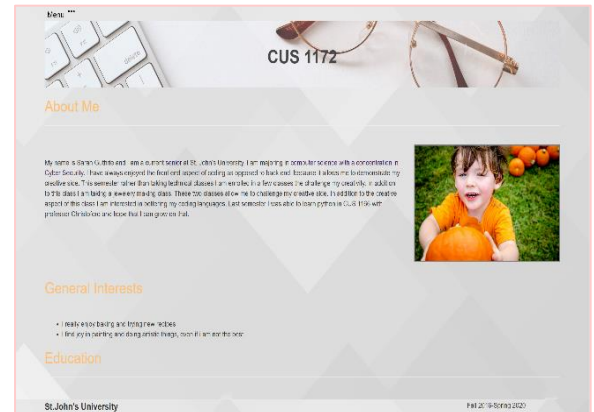 Menu
CUS 1172
About Me
My name is Sarah Guthrie and I am a current senior at St. John's University. I am majoring in computer science with a concentration in
Cyber Security. I have always enjoyed the front end aspect of coding as opposed to back end because it allows me to demonstrate my
creative side. This semester rather than taking technical classes I am enrolled in a few classes the challenge my creativity. In addition
to this class I am taking a jewelery making class. These two classes allow me to challenge my creative side. In addition to the creative
aspect of this class I am interested in bettering my coding languages. Last semester I was able to learn python in CUS 1166 with
professor and hope that I can grow on that.
General Interests
I really enjoy baking and trying new recipes
I find joy in painting and doing artistic things, even if I am not the best
Education
St.John's University
Fall 2016-Spring 2020